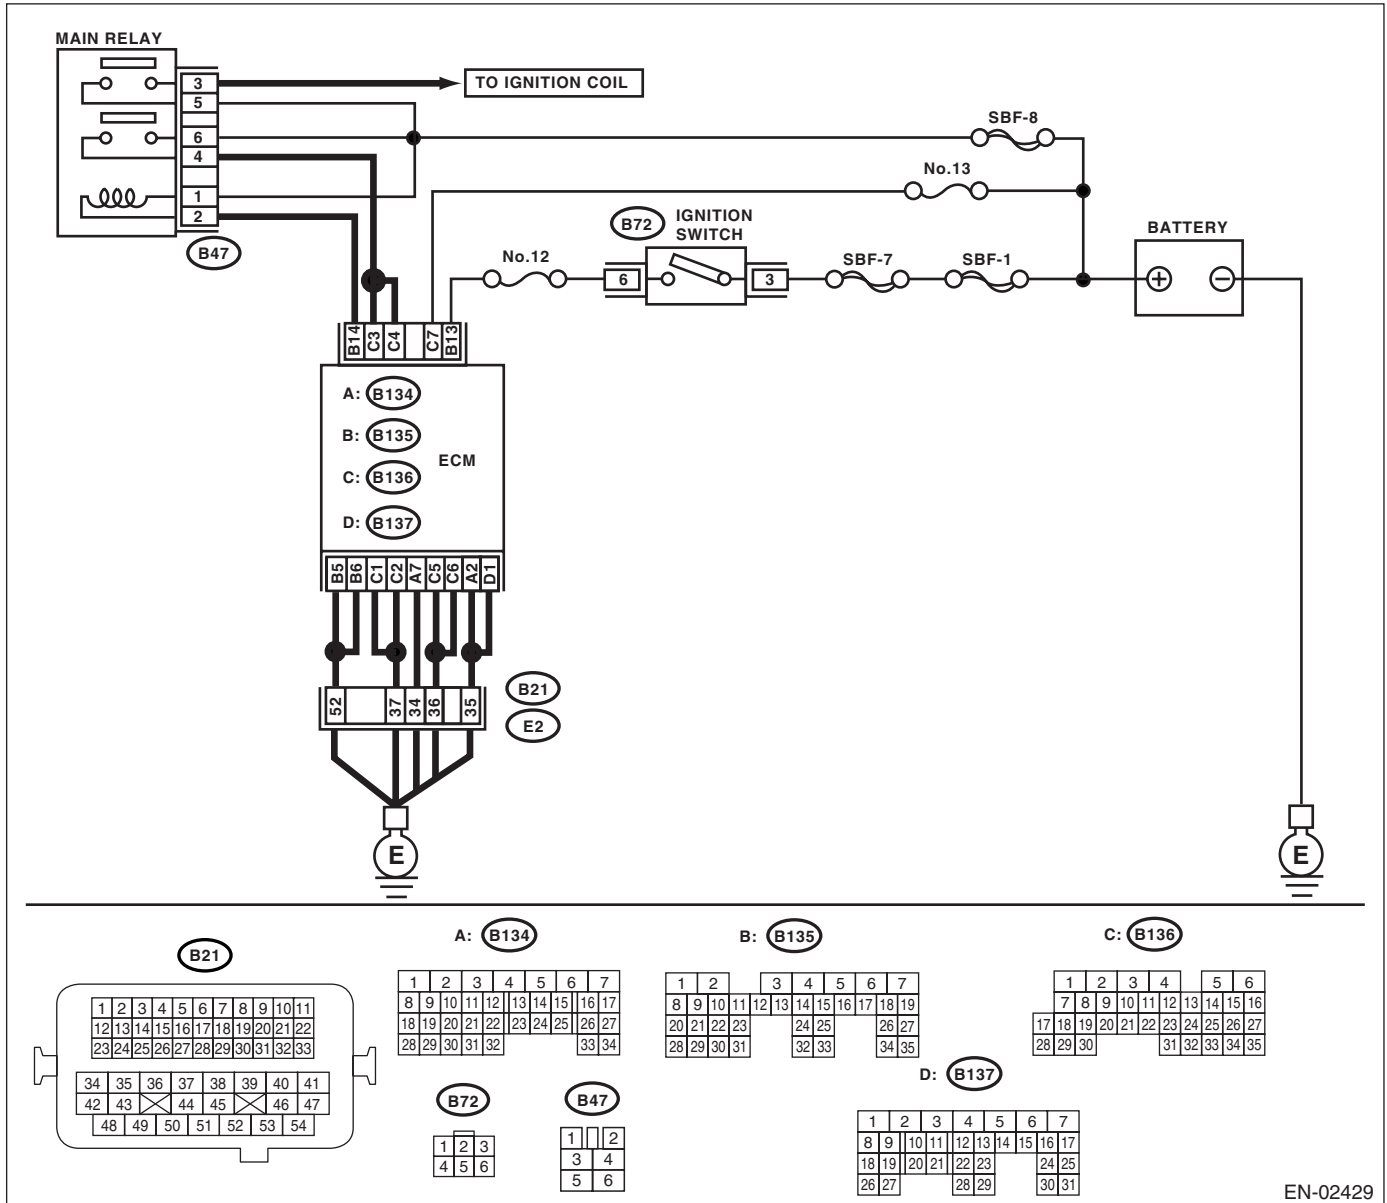 MAIN RELAY
3
TO IGNITION COIL
5
6
4
1
2
B47
SBF-8
No.13
B72
IGNITION
SWITCH
BATTERY
No.12
6
3
SBF-7
SBF-1
+
−
B14
C3
C4
C7
B13
A: B134
B: B135
ECM
C: B136
D: B137
B5
B6
C1
C2
A7
C5
C6
A2
D1
52
37
34
36
35
B21
E2
E
E
B21
1 2 3 4 5 6 7 8 9 10 11
12 13 14 15 16 17 18 19 20 21 22
23 24 25 26 27 28 29 30 31 32 33
34 35 36 37 38 39 40 41
42 43 44 45 46 47
48 49 50 51 52 53 54
A: B134
1 2 3 4 5 6 7
8 9 10 11 12 13 14 15 16 17
18 19 20 21 22 23 24 25 26 27
28 29 30 31 32 33 34
B: B135
1 2 3 4 5 6 7
8 9 10 11 12 13 14 15 16 17 18 19
20 21 22 23 24 25 26 27
28 29 30 31 32 33 34 35
C: B136
1 2 3 4 5 6
7 8 9 10 11 12 13 14 15 16
17 18 19 20 21 22 23 24 25 26 27
28 29 30 31 32 33 34 35
B72
1 2 3
4 5 6
B47
1 2
3 4
5 6
D: B137
1 2 3 4 5 6 7
8 9 10 11 12 13 14 15 16 17
18 19 20 21 22 23 24 25
26 27 28 29 30 31
EN-02429